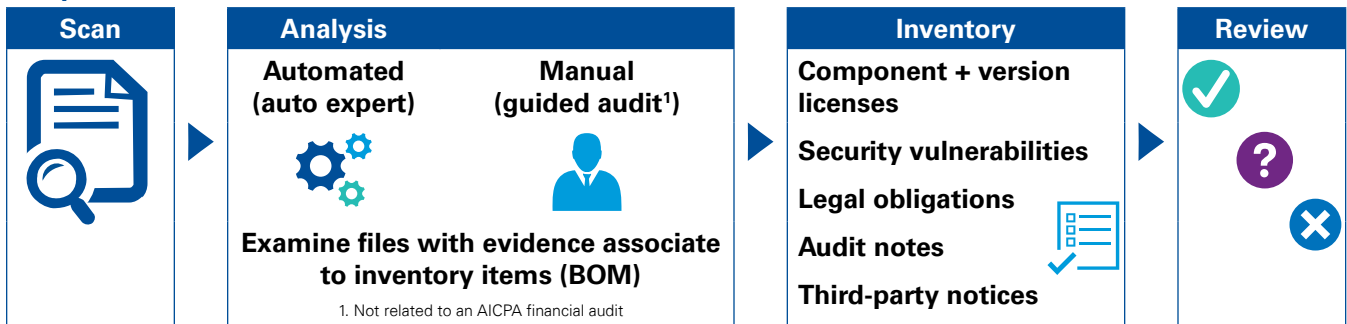 Scan
Analysis
Automated
(auto expert)
Manual
(guided audit¹)
Examine files with evidence associate
to inventory items (BOM)
1. Not related to an AICPA financial audit
Inventory
Component + version
licenses
Security vulnerabilities
Legal obligations
Audit notes
Third-party notices
Review
?